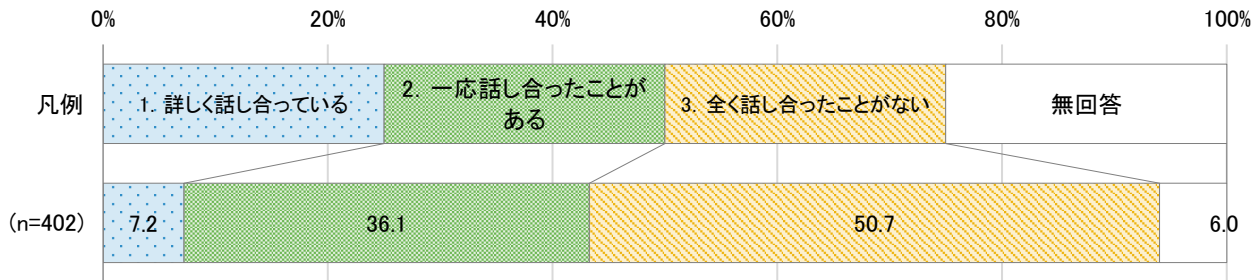 0%
20%
40%
60%
80%
100%
凡例
1. 詳しく話し合っている
2. 一応話し合ったことが
ある
3. 全く話し合ったことがない
無回答
(n=402)
7.2
36.1
50.7
6.0